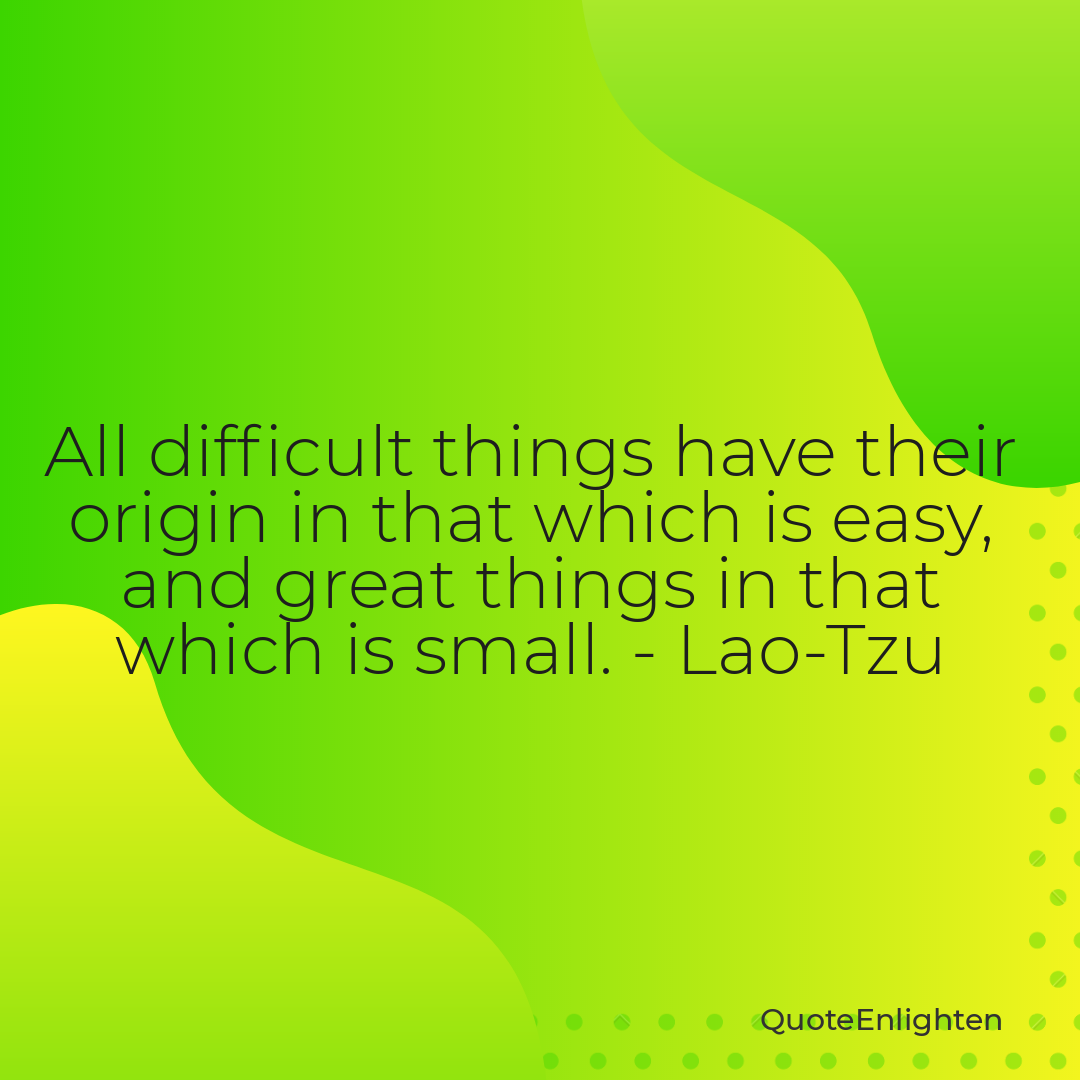 All difficult things have their
origin in that which is easy,
and great things in that
which is small. - Lao-Tzu
QuoteEnlighten